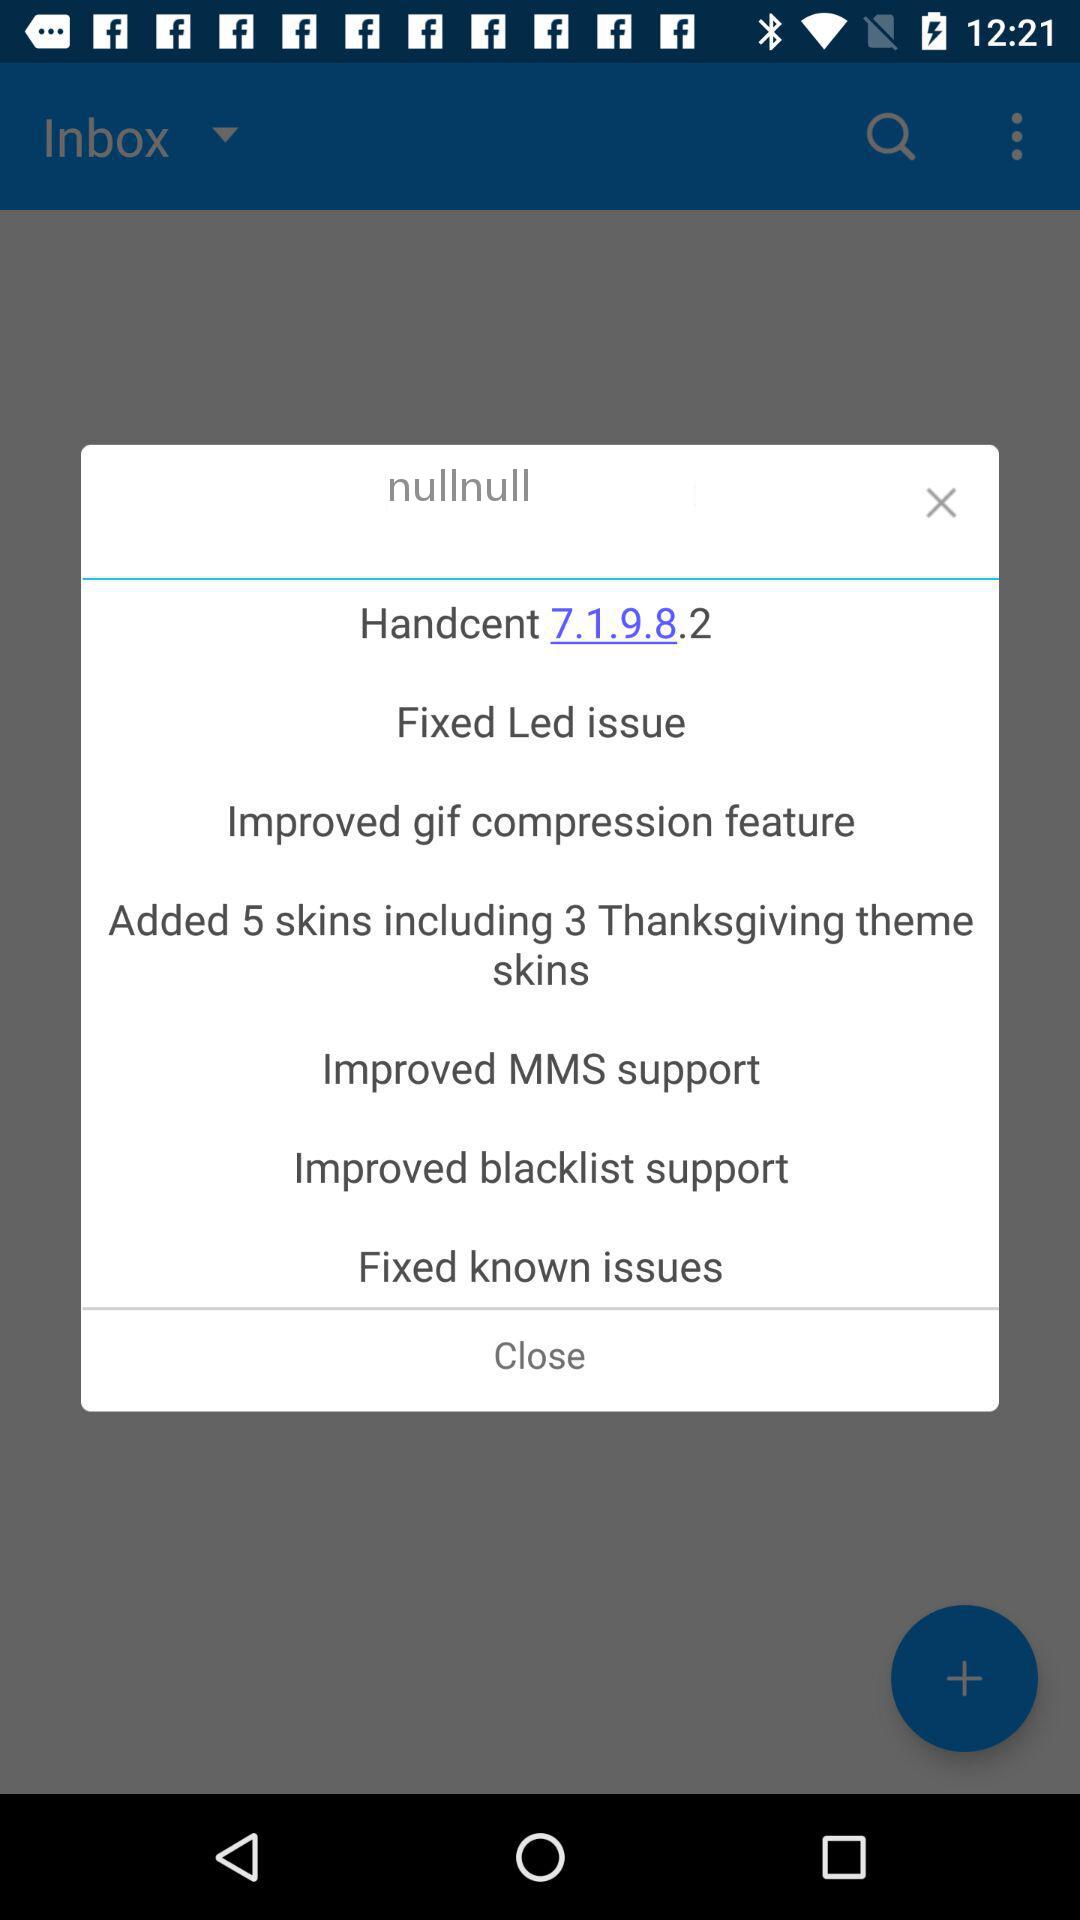 12:21
Inbox
nullnull
Handcent 7.1.9.8.2
Fixed Led issue
Improved gif compression feature
Added 5 skins including 3 Thanksgiving theme
skins
Improved MMS support
Improved blacklist support
Fixed known issues
Close